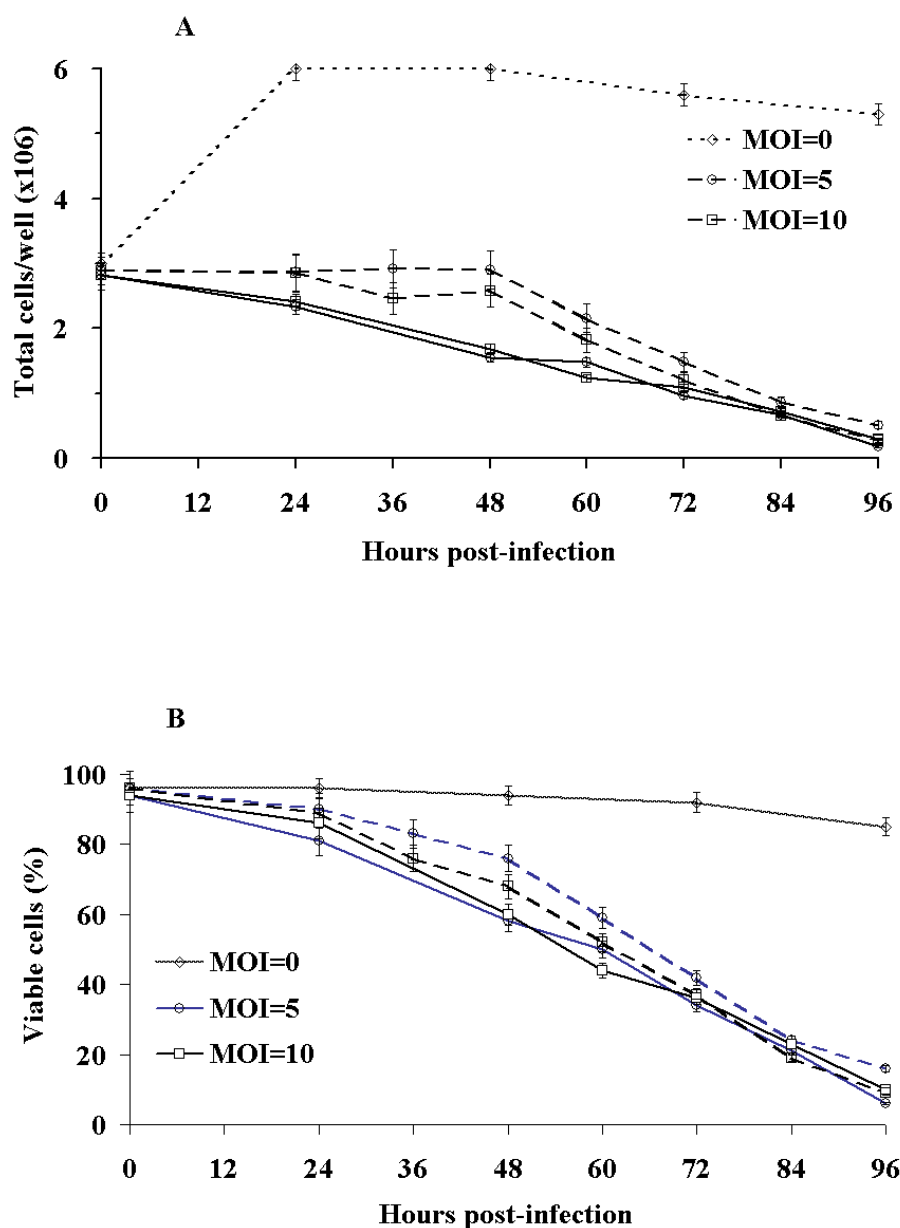 A
6
4
2
0
Total cells/well (x106)
MOI=0
MOI=5
MOI=10
0 12 24 36 48 60 72 84 96
Hours post-infection
B
100
80
60
40
20
0
Viable cells (%)
MOI=0
MOI=5
MOI=10
0 12 24 36 48 60 72 84 96
Hours post-infection